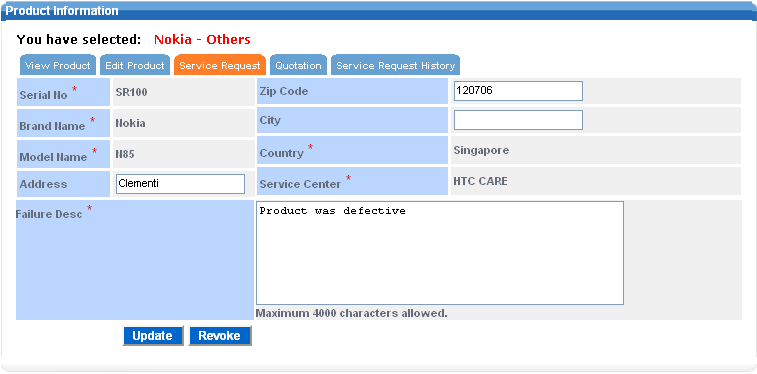 Product Information
You have selected: Nokia - Others
View Product Edit Product Service Request Quotation Service Request History
Serial No * SR100 Zip Code 120706
Brand Name * Nokia City
Model Name * N85 Country * Singapore
Address Clementi Service Center * HTC CARE
Failure Desc * Product was defective
Maximum 4000 characters allowed.
Update Revoke